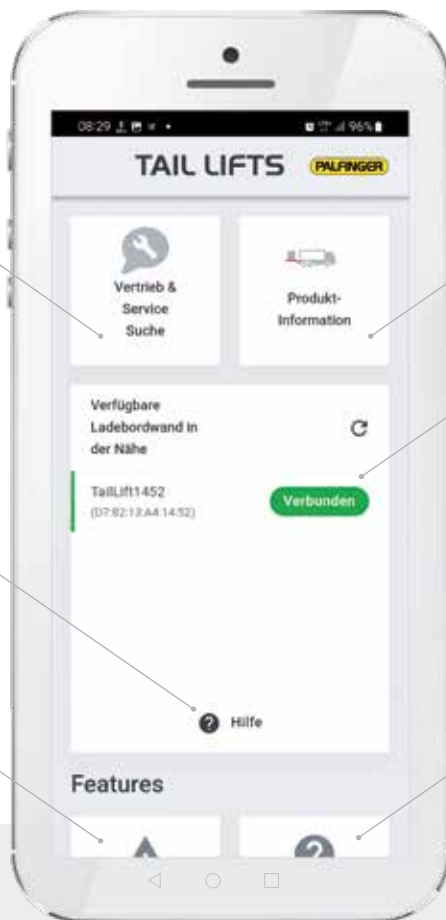 08:29
96%
TAIL LIFTS
PALFINGER
Vertrieb &
Service
Suche
Produkt-
Information
Verfügbare
Ladebordwand in
der Nähe
TailLift1452
(D7:82:13:A4:14:52)
Verbunden
? Hilfe
Features
?